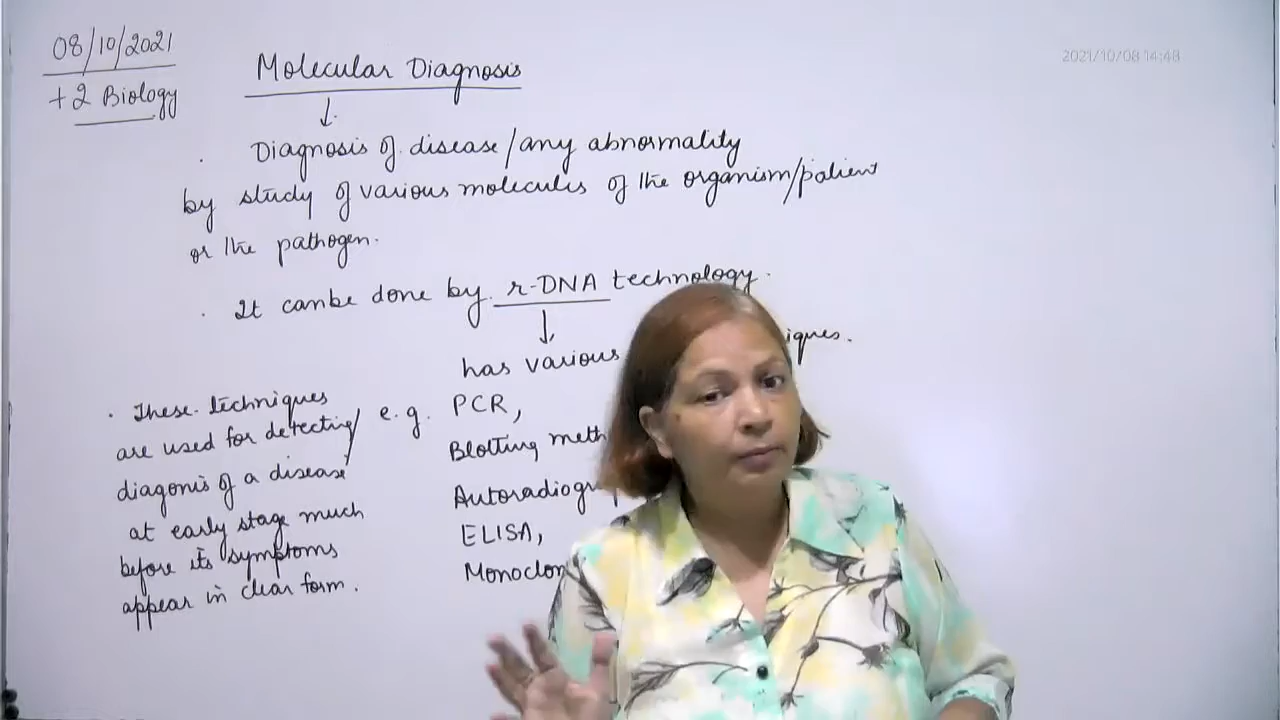 08/10/2021
+2 Biology
2021/10/08 14:48
Molecular Diagnosis
Diagnosis of disease/any abnormality
by study of various molecules of the organism/patient
or the pathogen.
It canbe done by r-DNA technology.
has various
These techniques
are used for detecting/
diagonis of a disease
at early stage much
before its symptoms
appear in clear form.
e.g. PCR,
Blotting
ELISA,